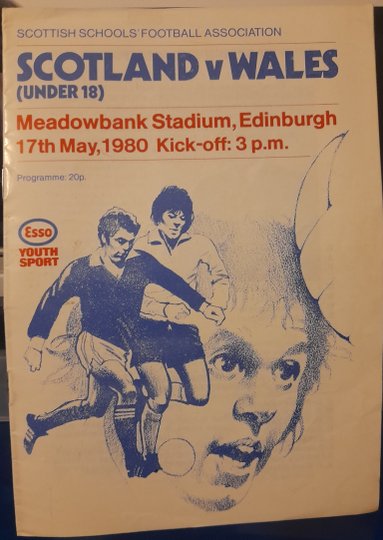 SCOTTISH SCHOOLS' FOOTBALL ASSOCIATION
SCOTLAND v WALES
(UNDER 18)
Meadowbank Stadium, Edinburgh
17th May, 1980 Kick-off: 3 p.m.
Programme: 20p.
Esso
YOUTH
SPORT